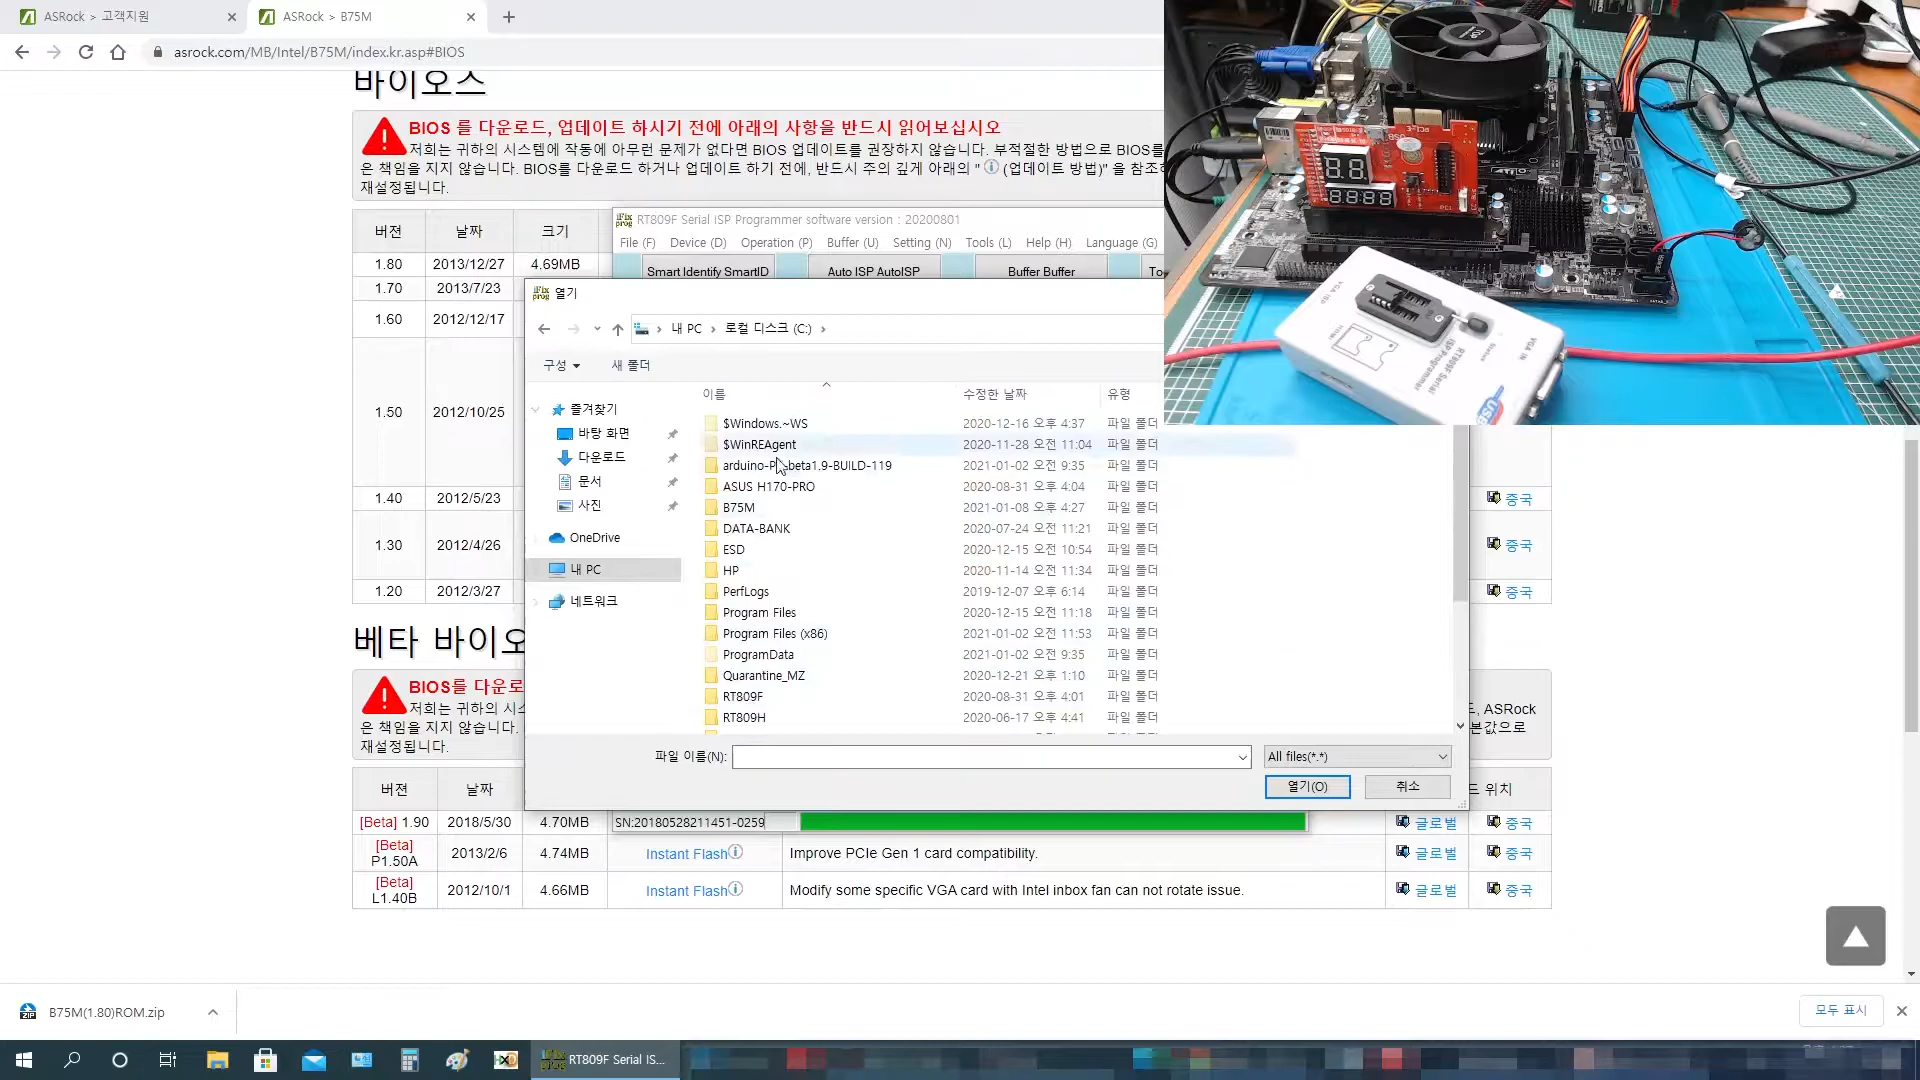 ASRock > 고객지원
ASRock > B75M
asrock.com/MB/Intel/B75M/index.kr.asp#BIOS
바이오스
BIOS 를 다운로드, 업데이트 하시기 전에 아래의 사항을 반드시 읽어보십시오
저희는 귀하의 시스템에 작동에 아무런 문제가 없다면 BIOS 업데이트를 권장하지 않습니다. 부적절한 방법으로 BIOS를
은 책임을 지지 않습니다. BIOS를 다운로드 하거나 업데이트 하기 전에, 반드시 주의 깊게 아래의 " (업데이트 방법)" 을 참조
재설정됩니다.
버젼 날짜 크기
1.80 2013/12/27 4.69MB
1.70 2013/7/23
1.60 2012/12/17
1.50 2012/10/25
1.40 2012/5/23 중국
1.30 2012/4/26 중국
1.20 2012/3/27 중국
iFix prog RT809F Serial ISP Programmer software version : 20200801
File (F) Device (D) Operation (P) Buffer (U) Setting (N) Tools (L) Help (H) Language (G)
Smart Identify SmartID Auto ISP AutoISP Buffer Buffer To
iFix prog 열기
내 PC 로컬 디스크 (C:)
구성 새 폴더
이름 수정한 날짜 유형
즐겨찾기
바탕 화면
다운로드
문서
사진
OneDrive
내 PC
네트워크
$Windows.~WS 2020-12-16 오후 4:37 파일 폴더
$WinREAgent 2020-11-28 오전 11:04 파일 폴더
arduino-P beta1.9-BUILD-119 2021-01-02 오전 9:35 파일 폴더
ASUS H170-PRO 2020-08-31 오후 4:04 파일 폴더
B75M 2021-01-08 오후 4:27 파일 폴더
DATA-BANK 2020-07-24 오전 11:21 파일 폴더
ESD 2020-12-15 오전 10:54 파일 폴더
HP 2020-11-14 오전 11:34 파일 폴더
PerfLogs 2019-12-07 오후 6:14 파일 폴더
Program Files 2020-12-15 오전 11:18 파일 폴더
Program Files (x86) 2021-01-02 오전 11:53 파일 폴더
ProgramData 2021-01-02 오전 9:35 파일 폴더
Quarantine_MZ 2020-12-21 오후 1:10 파일 폴더
RT809F 2020-08-31 오후 4:01 파일 폴더
RT809H 2020-06-17 오후 4:41 파일 폴더
파일 이름(N): All files(*.*)
열기(O) 취소
SN:20180528211451-0259
베타 바이오
BIOS를 다운로
저희는 귀하의 시스 드, ASRock
은 책임을 지지 않습니다. 본값으로
재설정됩니다.
버젼 날짜 드 위치
[Beta] 1.90 2018/5/30 4.70MB 글로벌 중국
[Beta] P1.50A 2013/2/6 4.74MB Instant Flash Improve PCIe Gen 1 card compatibility. 글로벌 중국
[Beta] L1.40B 2012/10/1 4.66MB Instant Flash Modify some specific VGA card with Intel inbox fan can not rotate issue. 글로벌 중국
VGA ISP
VGA IN
RT809F Serial
ISP Programmer
USB
B75M(1.80)ROM.zip
모두 표시
RT809F Serial IS...